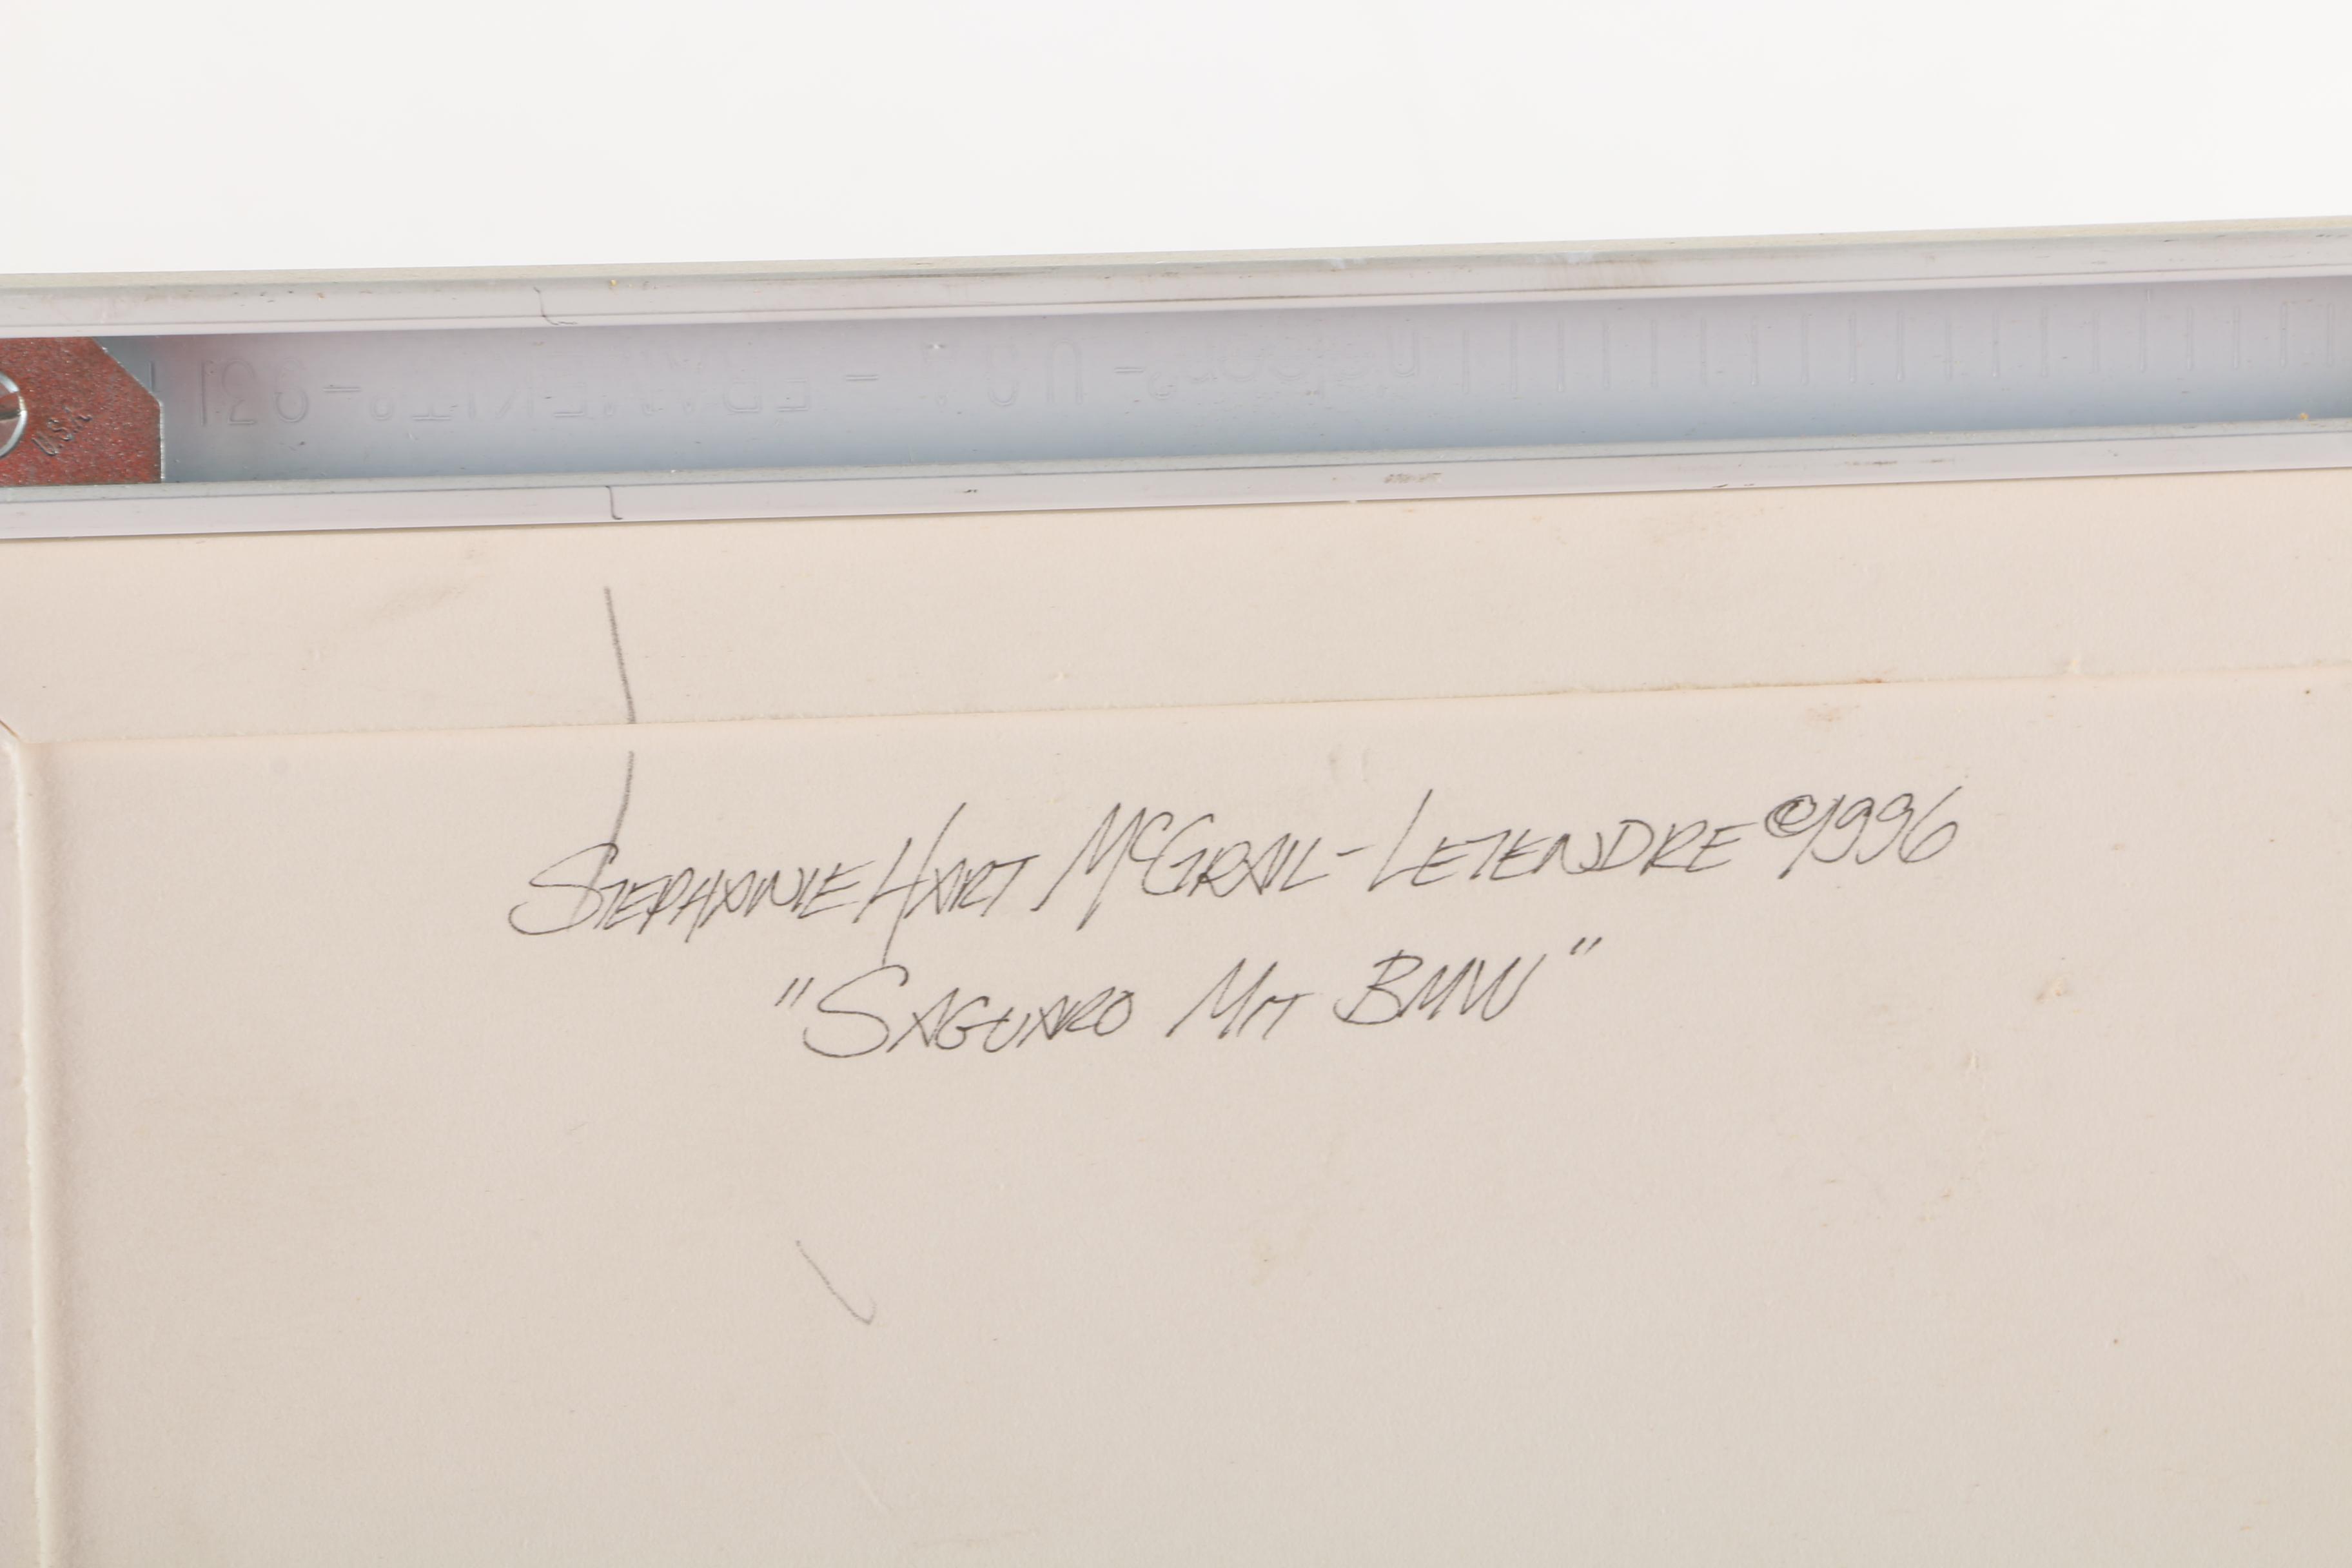 U.S.A.
Stephanie Hart McGrail-Letendre ©1996
"Saguaro Mit BMW"